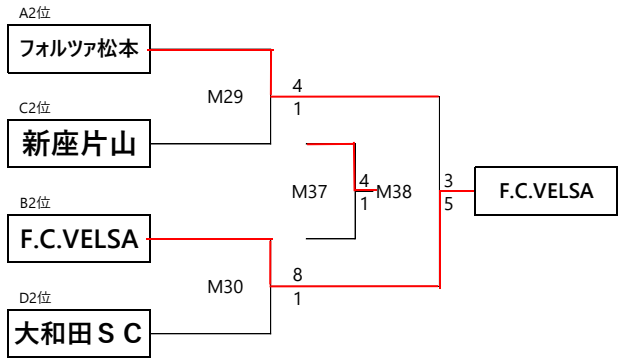 A2位
フォルツァ松本
M29
4
1
C2位
新座片山
M37
4
1
M38
3
5
F.C.VELSA
B2位
F.C.VELSA
M30
8
1
D2位
大和田ＳＣ